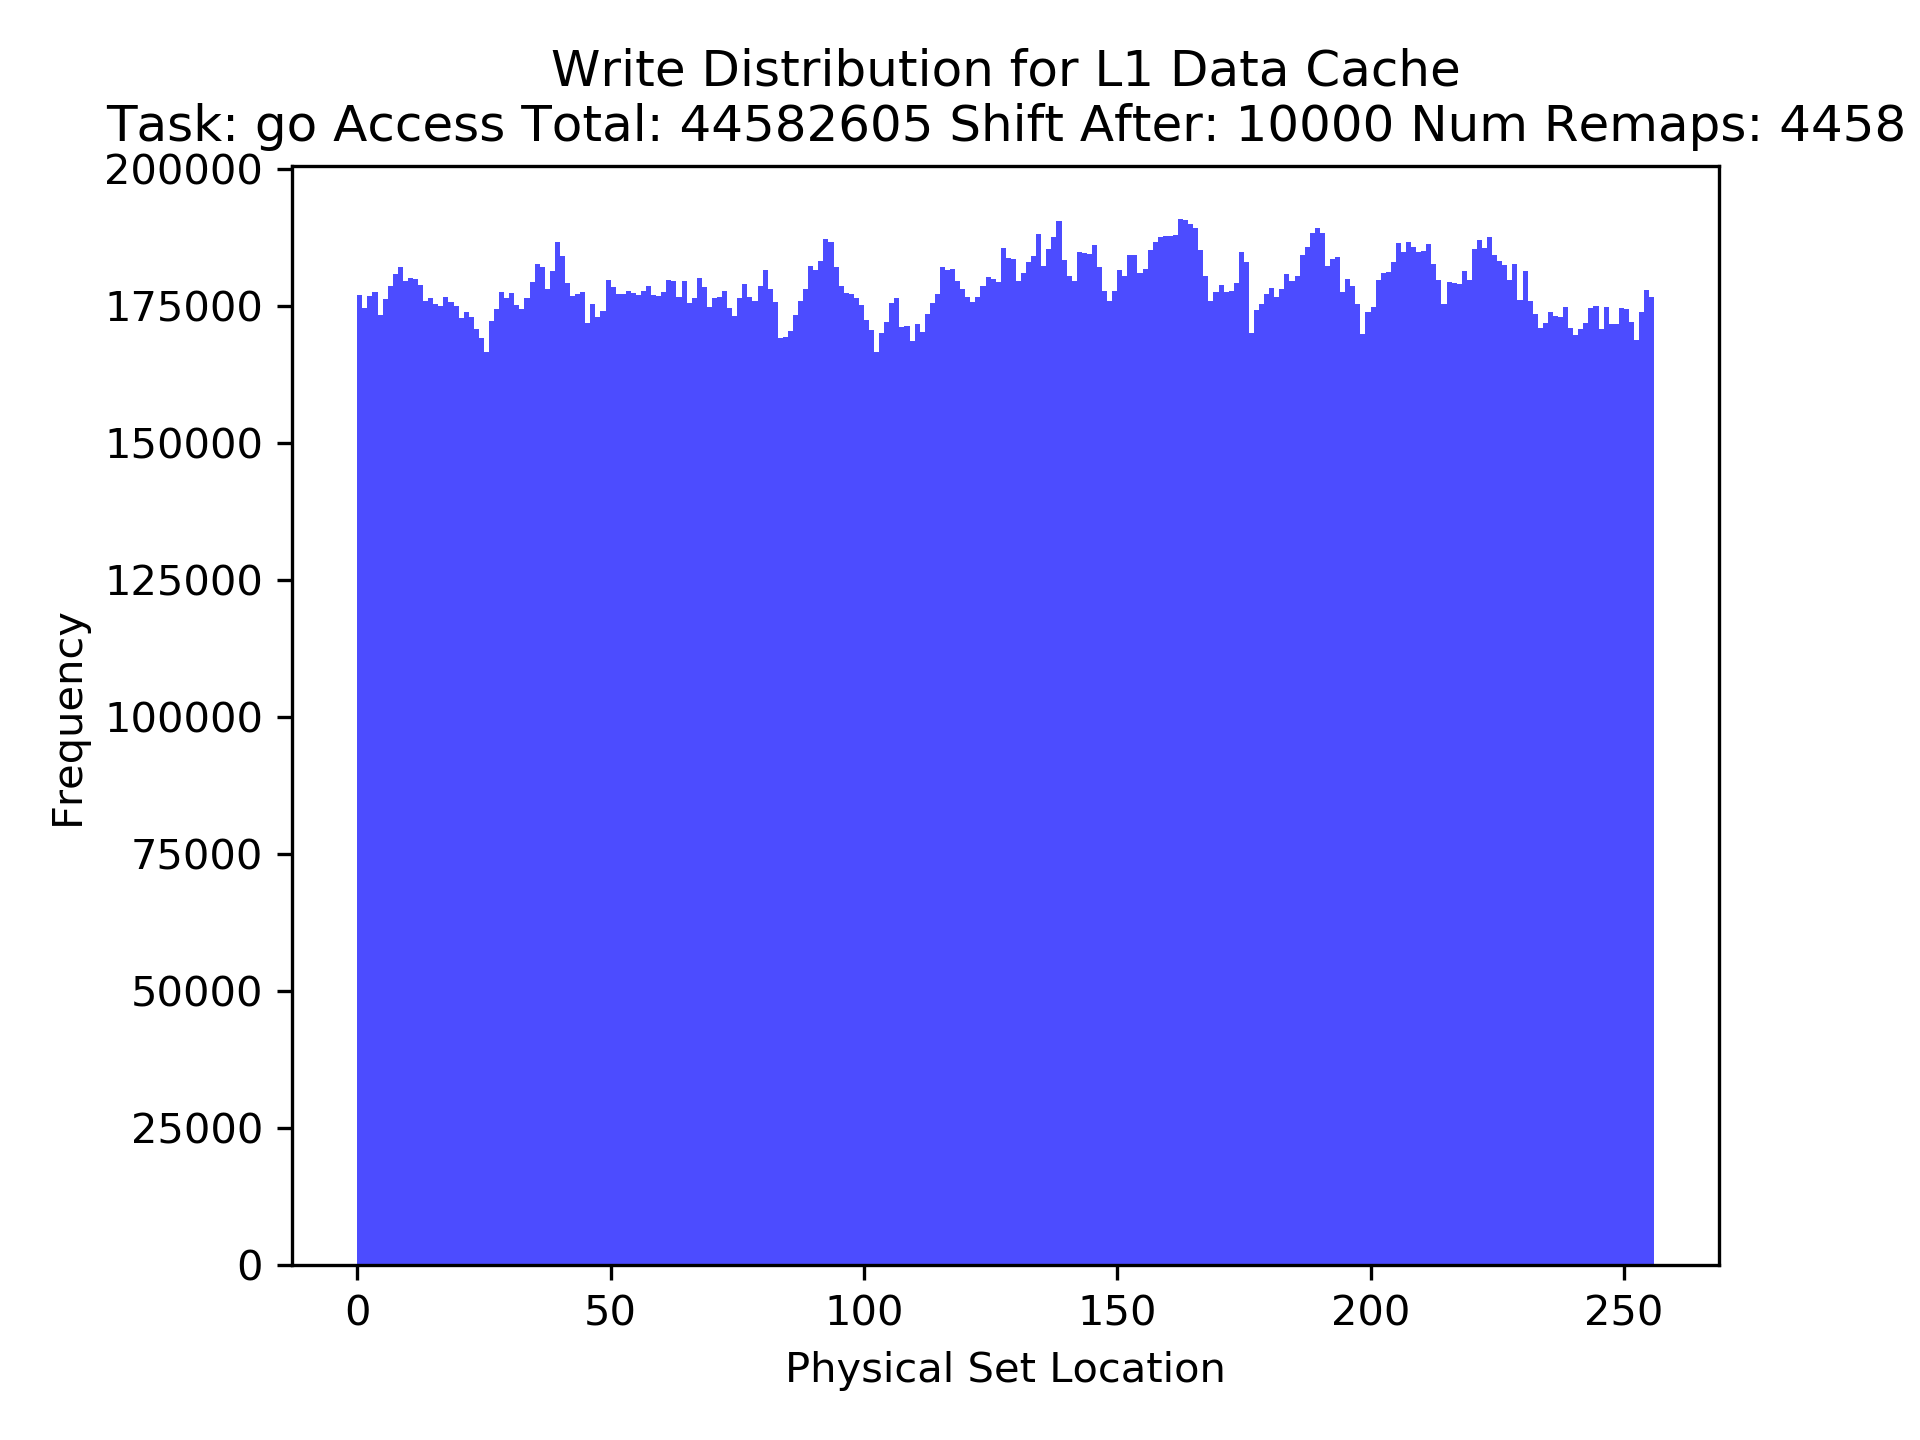 Write Distribution for L1 Data Cache
Task: go Access Total: 44582605 Shift After: 10000 Num Remaps: 4458
200000
175000
150000
125000
100000
75000
50000
25000
0
Frequency
0 50 100 150 200 250
Physical Set Location